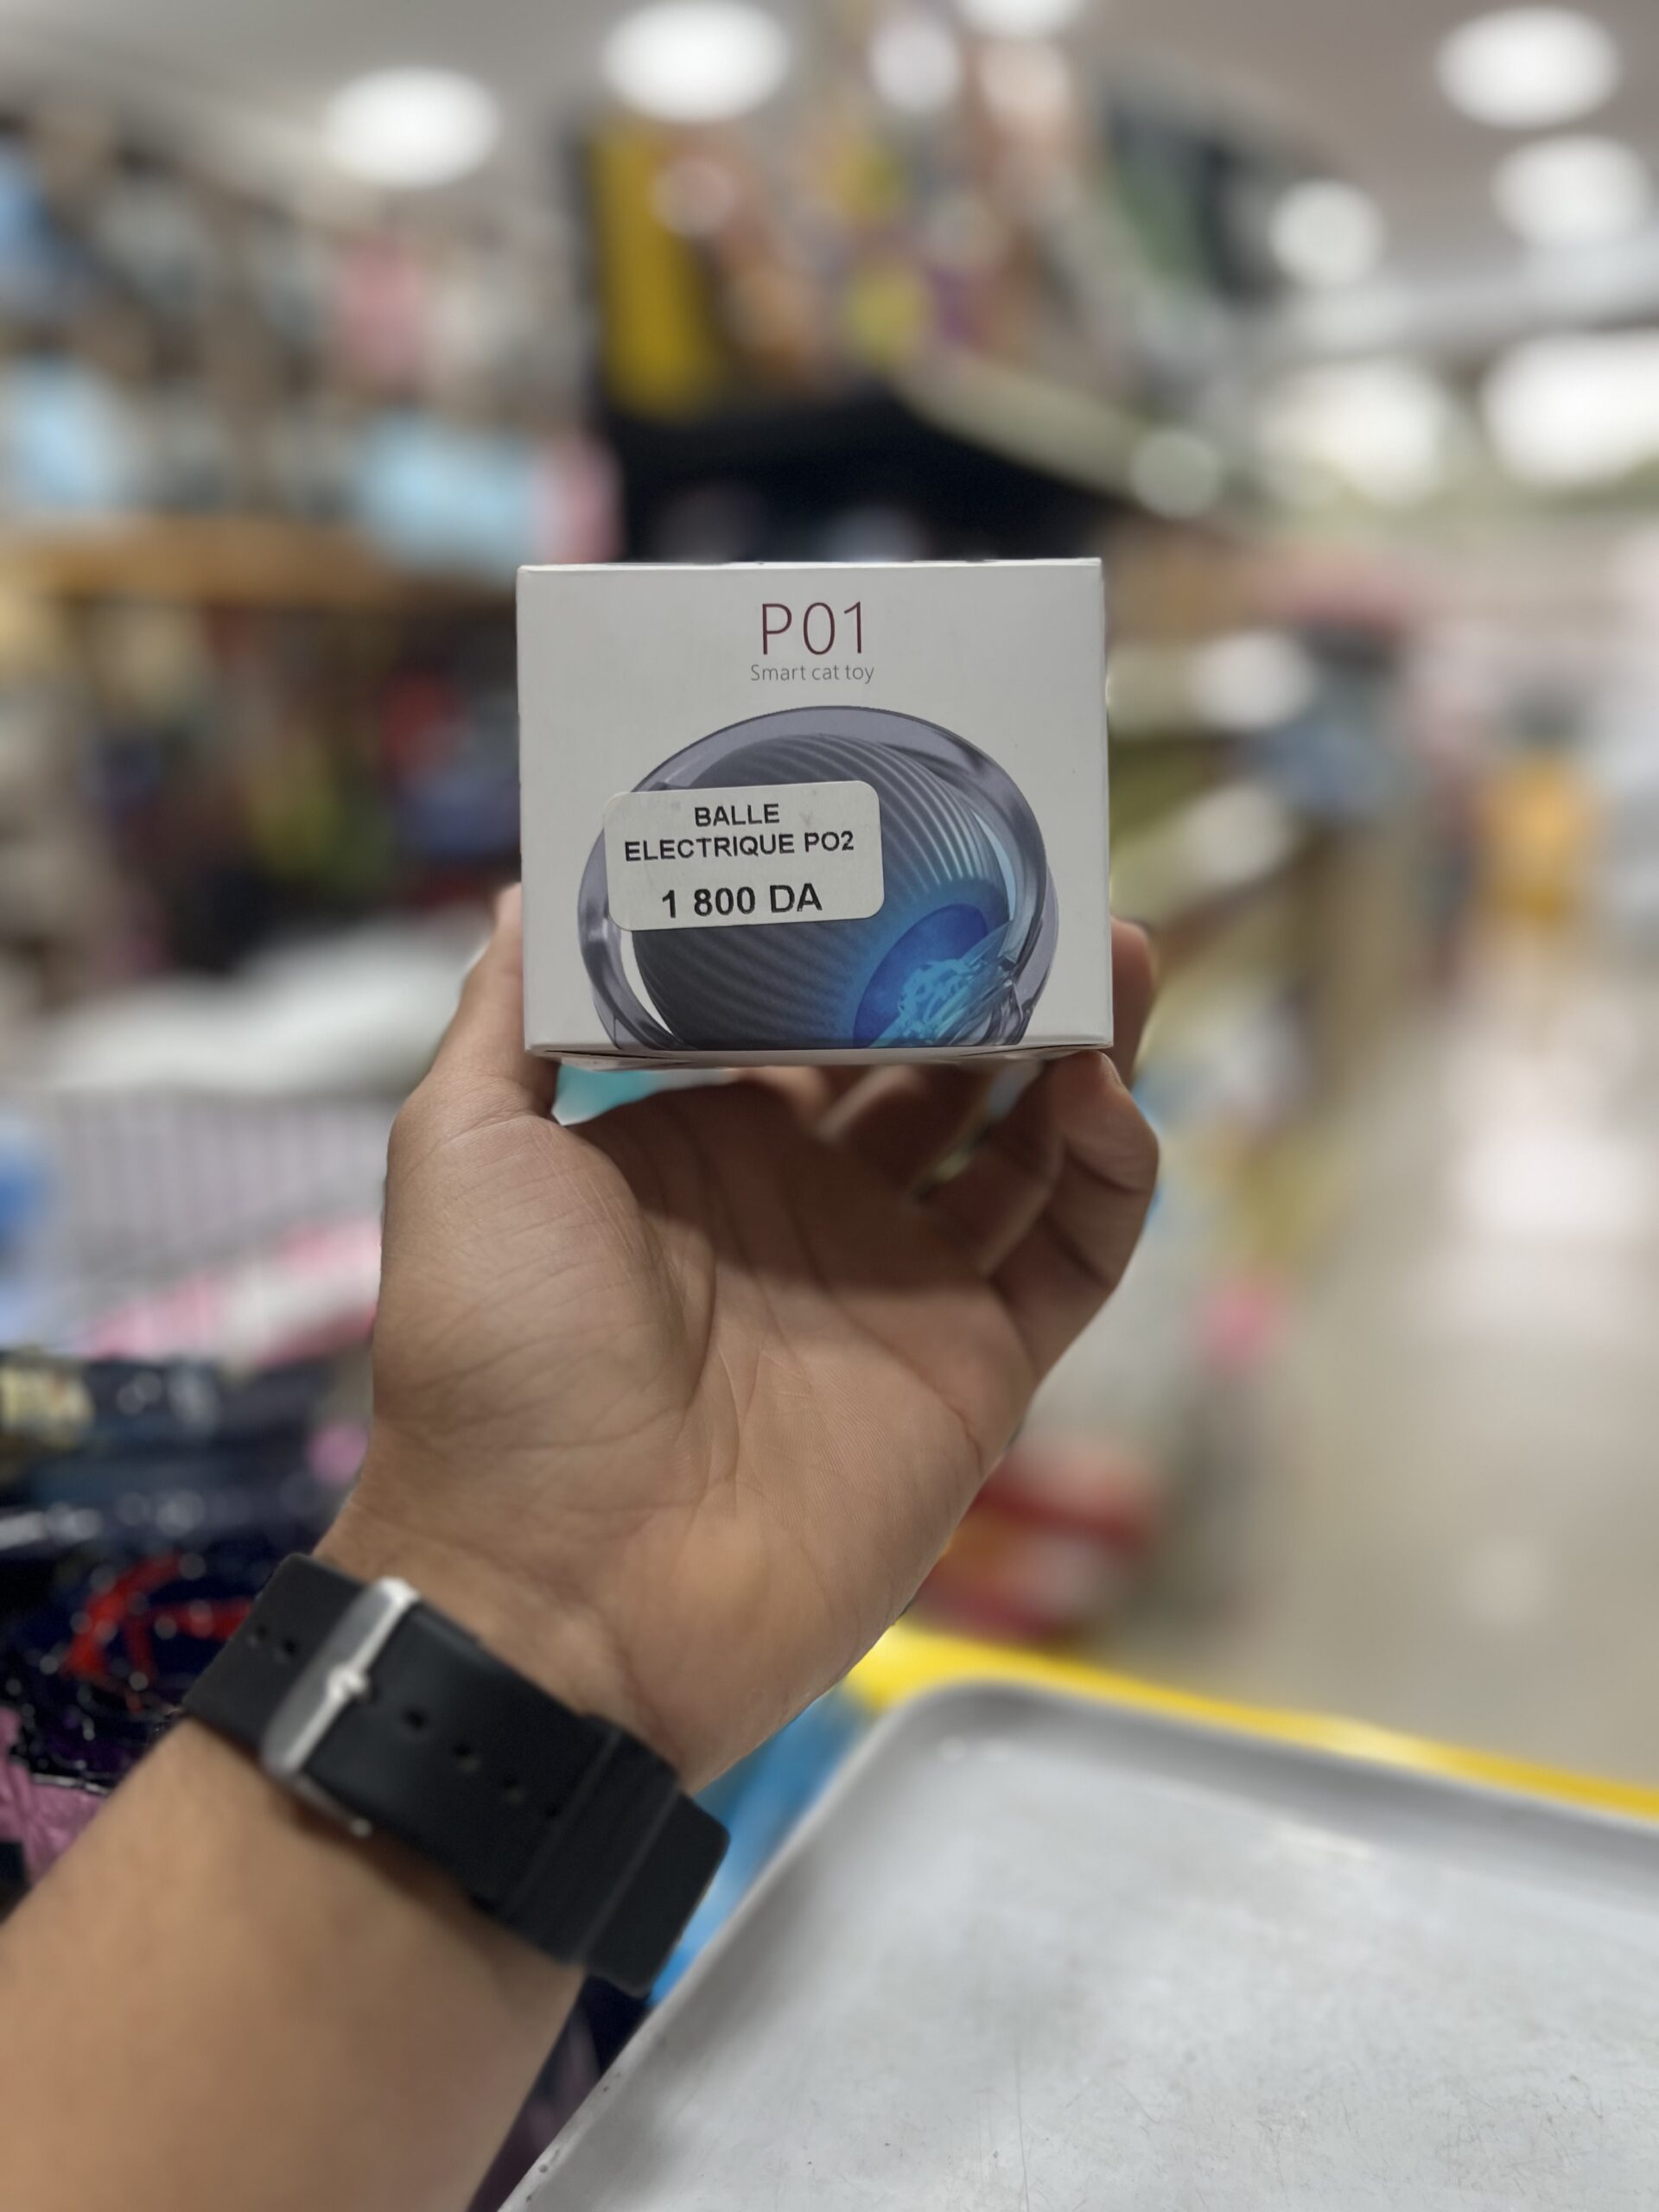 P01
Smart cat toy
BALLE
ELECTRIQUE PO2
1 800 DA